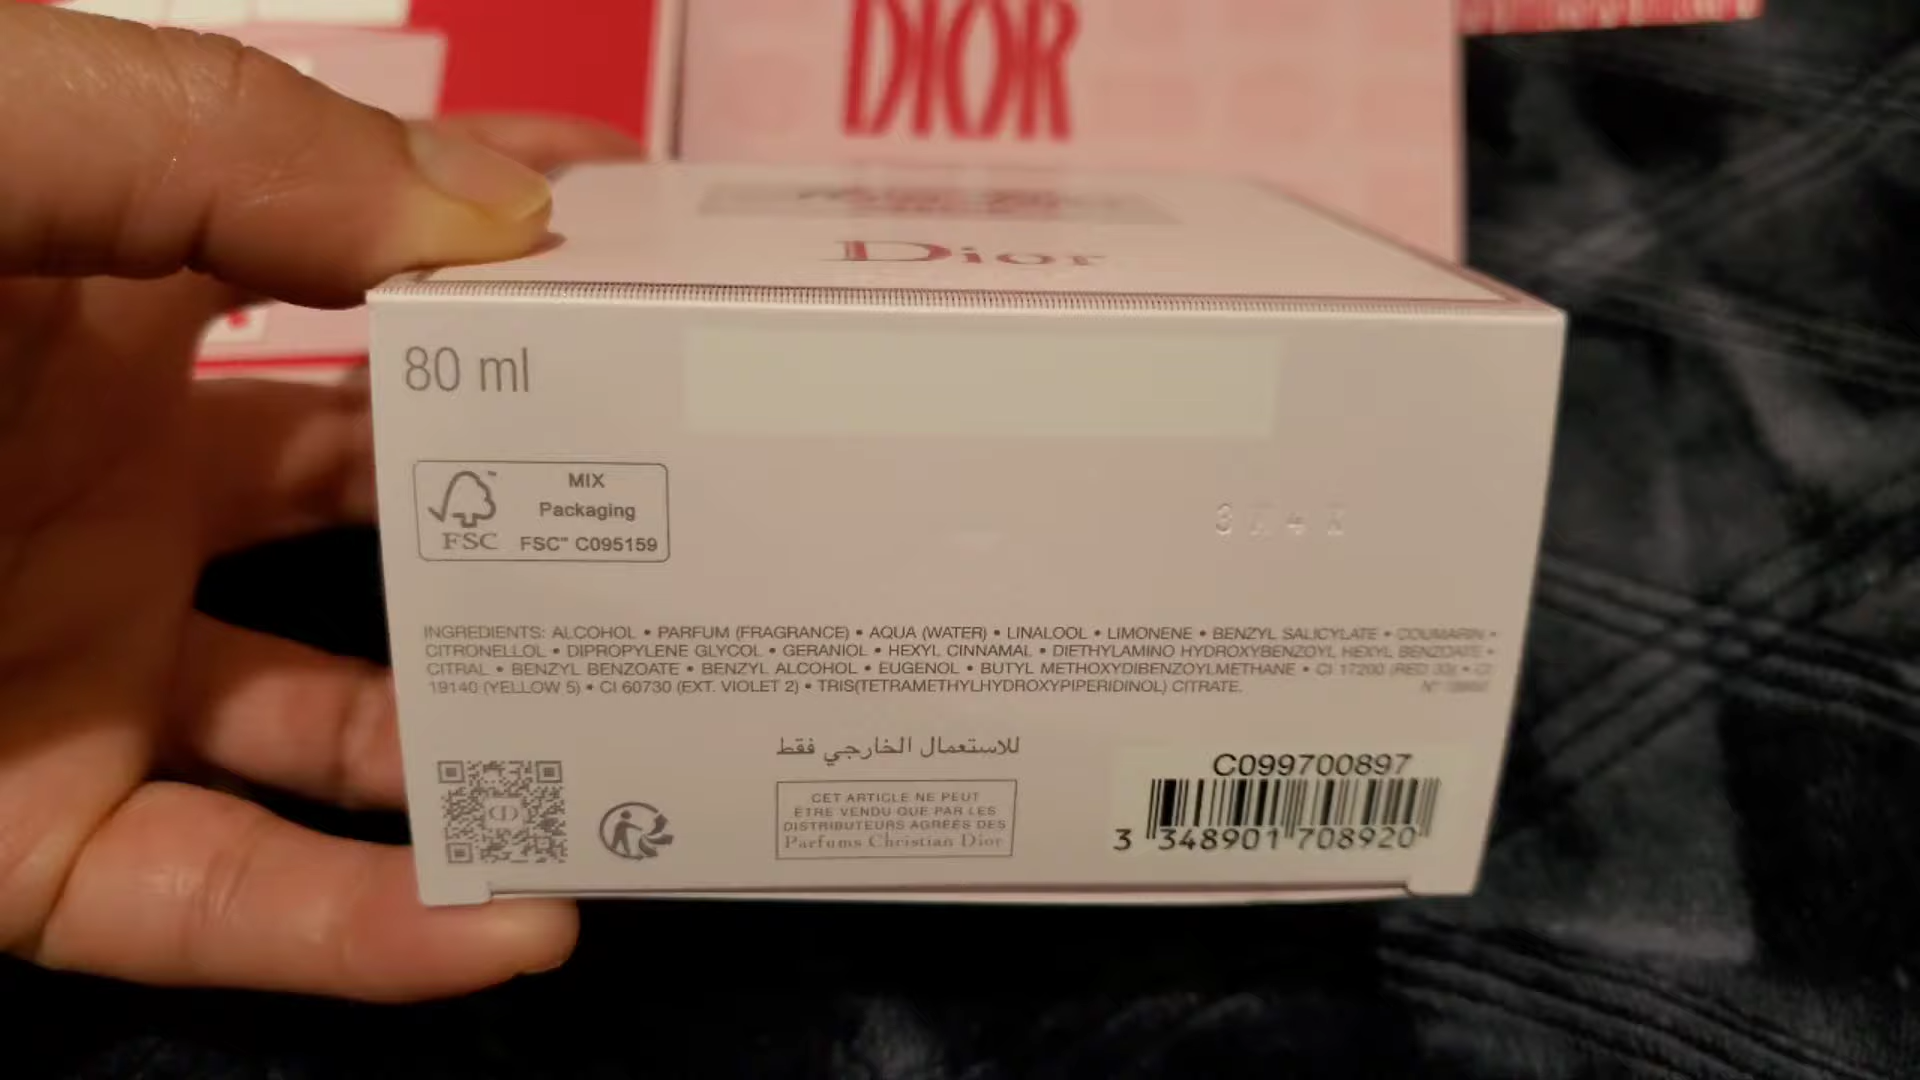 DIOR
Dior
80 ml
MIX
Packaging
FSC™ C095159
FSC
INGREDIENTS: ALCOHOL • PARFUM (FRAGRANCE) • AQUA (WATER) • LINALOOL • LIMONENE • BENZYL SALICYLATE • COUMARIN •
CITRONELLOL • DIPROPYLENE GLYCOL • GERANIOL • HEXYL CINNAMAL • DIETHYLAMINO HYDROXYBENZOYL HEXYL BENZOATE •
CITRAL • BENZYL BENZOATE • BENZYL ALCOHOL • EUGENOL • BUTYL METHOXYDIBENZOYLMETHANE • CI 17200 (RED 33) • CI
19140 (YELLOW 5) • CI 60730 (EXT. VIOLET 2) • TRIS(TETRAMETHYLHYDROXYPIPERIDINOL) CITRATE.
للاستعمال الخارجي فقط
CET ARTICLE NE PEUT
ÊTRE VENDU QUE PAR LES
DISTRIBUTEURS AGRÉÉS DES
Parfums Christian Dior
C099700897
3 348901 708920